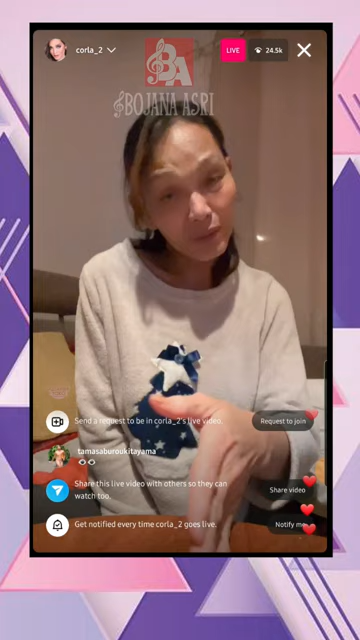 corla_2
LIVE
24.5k
BA
BOJANA ASRI
Send a request to be in corla_2's live video.
Request to join
tamasaburoukitayama
👀
Share this live video with others so they can
watch too.
Share video
Get notified every time corla_2 goes live.
Notify me